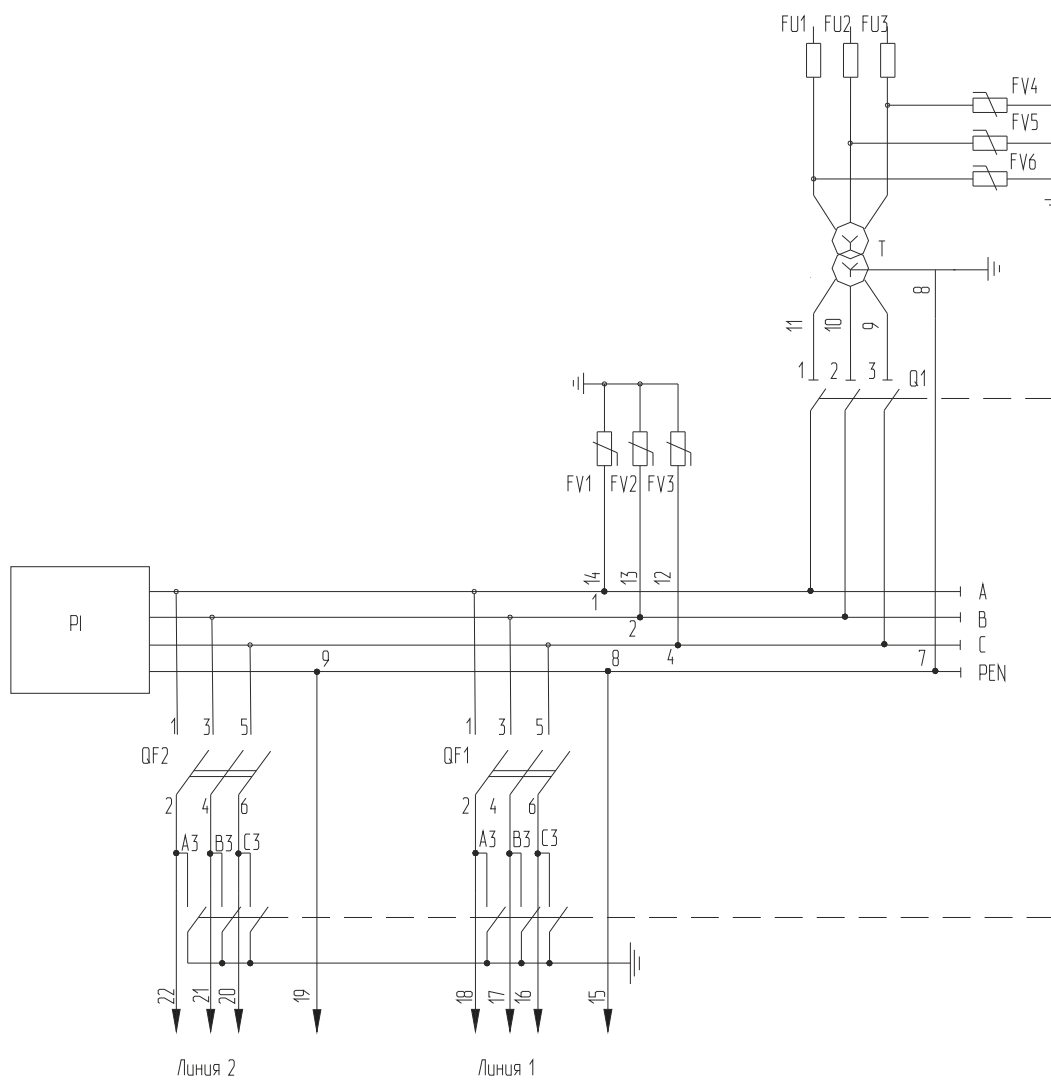 FU1 FU2 FU3
FV4
FV5
FV6
T
8
11 10 9
1 2 3 Q1
FV1 FV2 FV3
14 13 12
1
A
PI
2
B
C
9 8 4 7
PEN
1 3 5 1 3 5
QF2 QF1
2 4 6 2 4 6
A3 B3 C3 A3 B3 C3
22 21 20 19 18 17 16 15
Линия 2 Линия 1